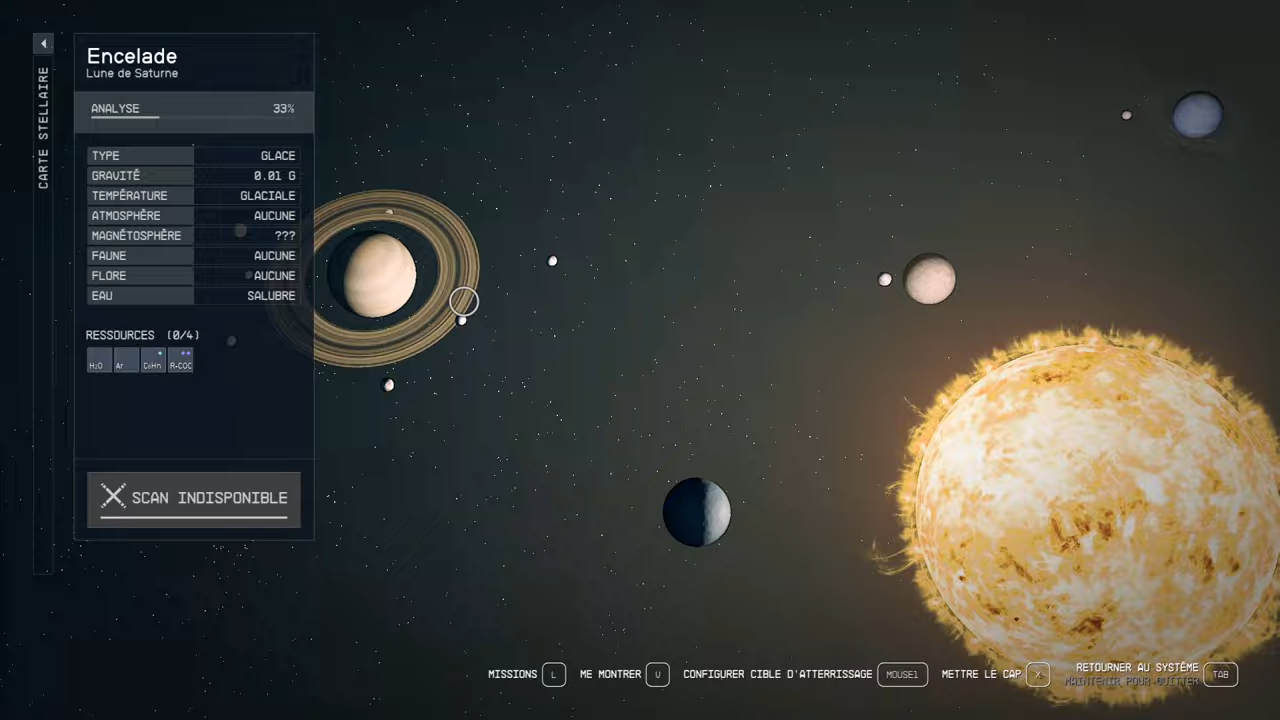 CARTE STELLAIRE
Encelade
Lune de Saturne
ANALYSE 33%
TYPE GLACE
GRAVITÉ 0.01 G
TEMPÉRATURE GLACIALE
ATMOSPHÈRE AUCUNE
MAGNÉTOSPHÈRE ???
FAUNE AUCUNE
FLORE AUCUNE
EAU SALUBRE
RESSOURCES (0/4)
H₂O Ar C₆Hn R-COC
SCAN INDISPONIBLE
MISSIONS L ME MONTRER U CONFIGURER CIBLE D'ATTERRISSAGE MOUSE1 METTRE LE CAP X RETOURNER AU SYSTÈME TAB
MAINTENIR POUR QUITTER